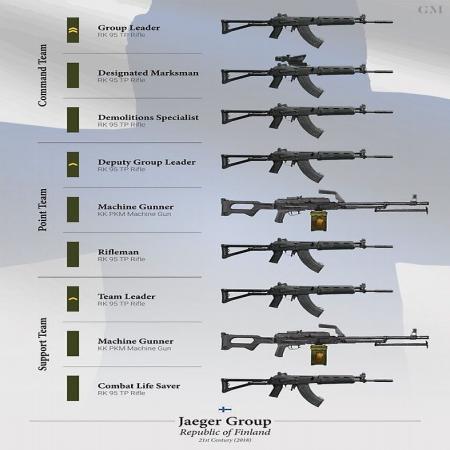 GM
Command Team
Group Leader
RK 95 TP Rifle
Designated Marksman
RK 95 TP Rifle
Demolitions Specialist
RK 95 TP Rifle
Point Team
Deputy Group Leader
RK 95 TP Rifle
Machine Gunner
KK PKM Machine Gun
Rifleman
RK 95 TP Rifle
Support Team
Team Leader
RK 95 TP Rifle
Machine Gunner
KK PKM Machine Gun
Combat Life Saver
RK 95 TP Rifle
Jaeger Group
Republic of Finland
21st Century (2018)